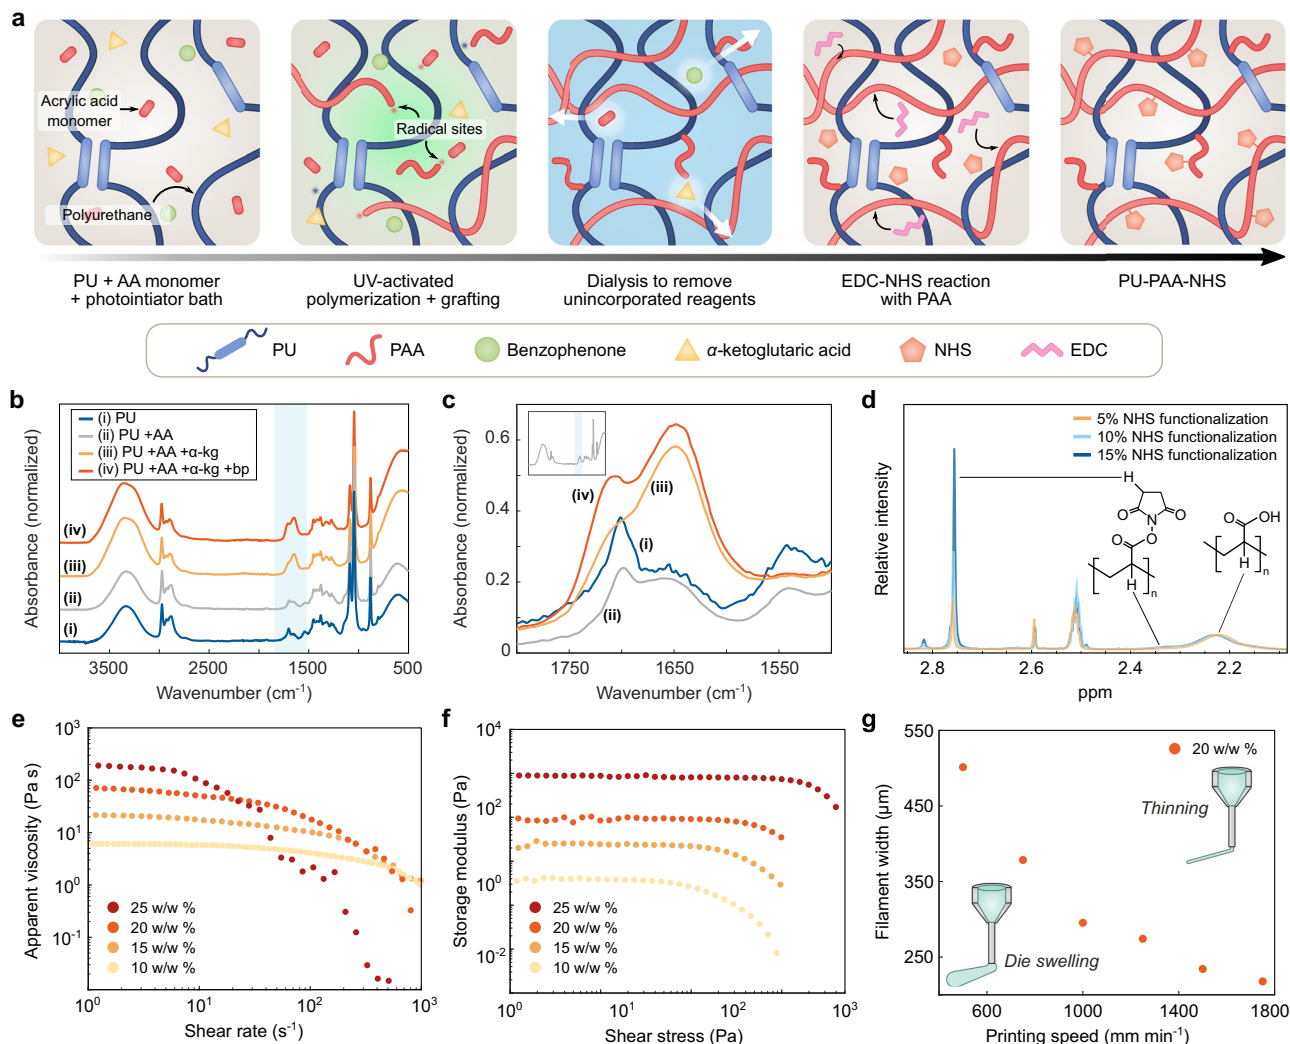 a
Acrylic acid
monomer
Polyurethane
Radical sites
PU + AA monomer
+ photointiator bath
UV-activated
polymerization + grafting
Dialysis to remove
unincorporated reagents
EDC-NHS reaction
with PAA
PU-PAA-NHS
PU
PAA
Benzophenone
α-ketoglutaric acid
NHS
EDC
b
(i) PU
(ii) PU +AA
(iii) PU +AA +α-kg
(iv) PU +AA +α-kg +bp
(iv)
(iii)
(ii)
(i)
Absorbance (normalized)
3500
2500
1500
500
Wavenumber (cm⁻¹)
c
0.6
0.4
0.2
0
(iv)
(iii)
(i)
(ii)
Absorbance (normalized)
1750
1650
1550
Wavenumber (cm⁻¹)
d
5% NHS functionalization
10% NHS functionalization
15% NHS functionalization
H
O
N
O
O
O
H
n
O
OH
H
n
Relative intensity
2.8
2.6
2.4
2.2
ppm
e
10³
10²
10¹
10⁰
10⁻¹
Apparent viscosity (Pa s)
25 w/w %
20 w/w %
15 w/w %
10 w/w %
10⁰
10¹
10²
10³
Shear rate (s⁻¹)
f
10⁴
10²
10⁰
10⁻²
Storage modulus (Pa)
25 w/w %
20 w/w %
15 w/w %
10 w/w %
10⁰
10¹
10²
10³
Shear stress (Pa)
g
550
450
350
250
Filament width (μm)
20 w/w %
Thinning
Die swelling
600
1000
1400
1800
Printing speed (mm min⁻¹)